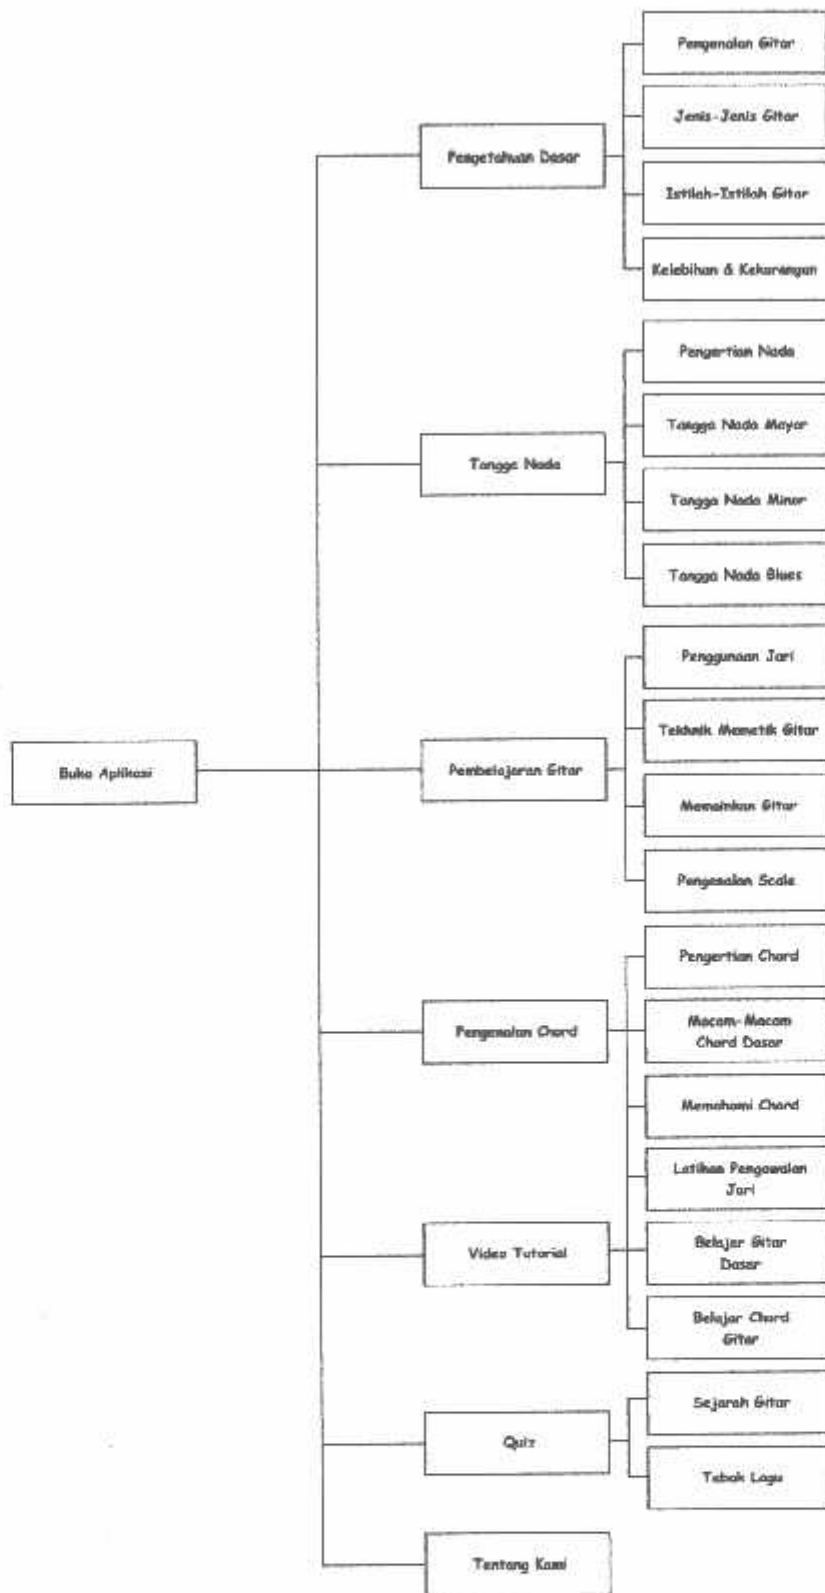 Buka Aplikasi
Pengetahuan Dasar
Pengenalan Gitar
Jenis-Jenis Gitar
Istilah-Istilah Gitar
Kelebihan & Kekurangan
Tangga Nada
Pengertian Nada
Tangga Nada Mayor
Tangga Nada Minor
Tangga Nada Blues
Pembelajaran Gitar
Penggunaan Jari
Tekhnik Memetik Gitar
Memainkan Gitar
Pengenalan Scale
Pengenalan Chord
Pengertian Chord
Macam-Macam
Chord Dasar
Memahami Chord
Video Tutorial
Latihan Pengawalan
Jari
Belajar Gitar
Dasar
Belajar Chord
Gitar
Quiz
Sejarah Gitar
Tebak Lagu
Tentang Kami